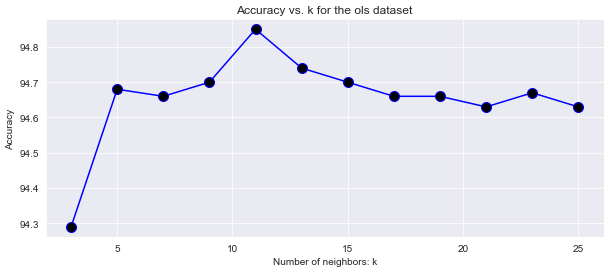 Accuracy vs. k for the ols dataset
94.8
94.7
94.6
94.5
94.4
94.3
Accuracy
5 10 15 20 25
Number of neighbors: k